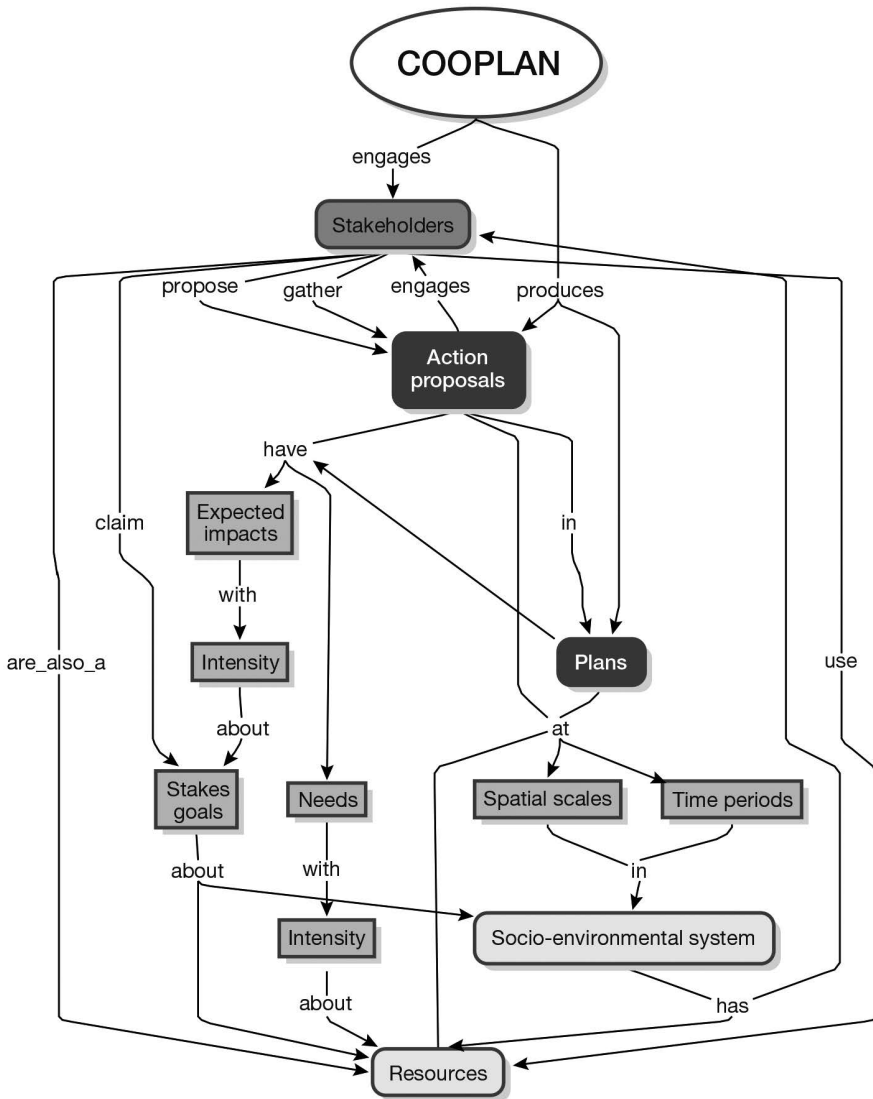 COOPLAN
engages
Stakeholders
propose
gather
engages
produces
Action
proposals
have
Expected
impacts
claim
in
with
are_also_a
Intensity
Plans
use
about
at
Stakes
goals
Needs
Spatial scales
Time periods
about
with
in
Intensity
Socio-environmental system
about
has
Resources